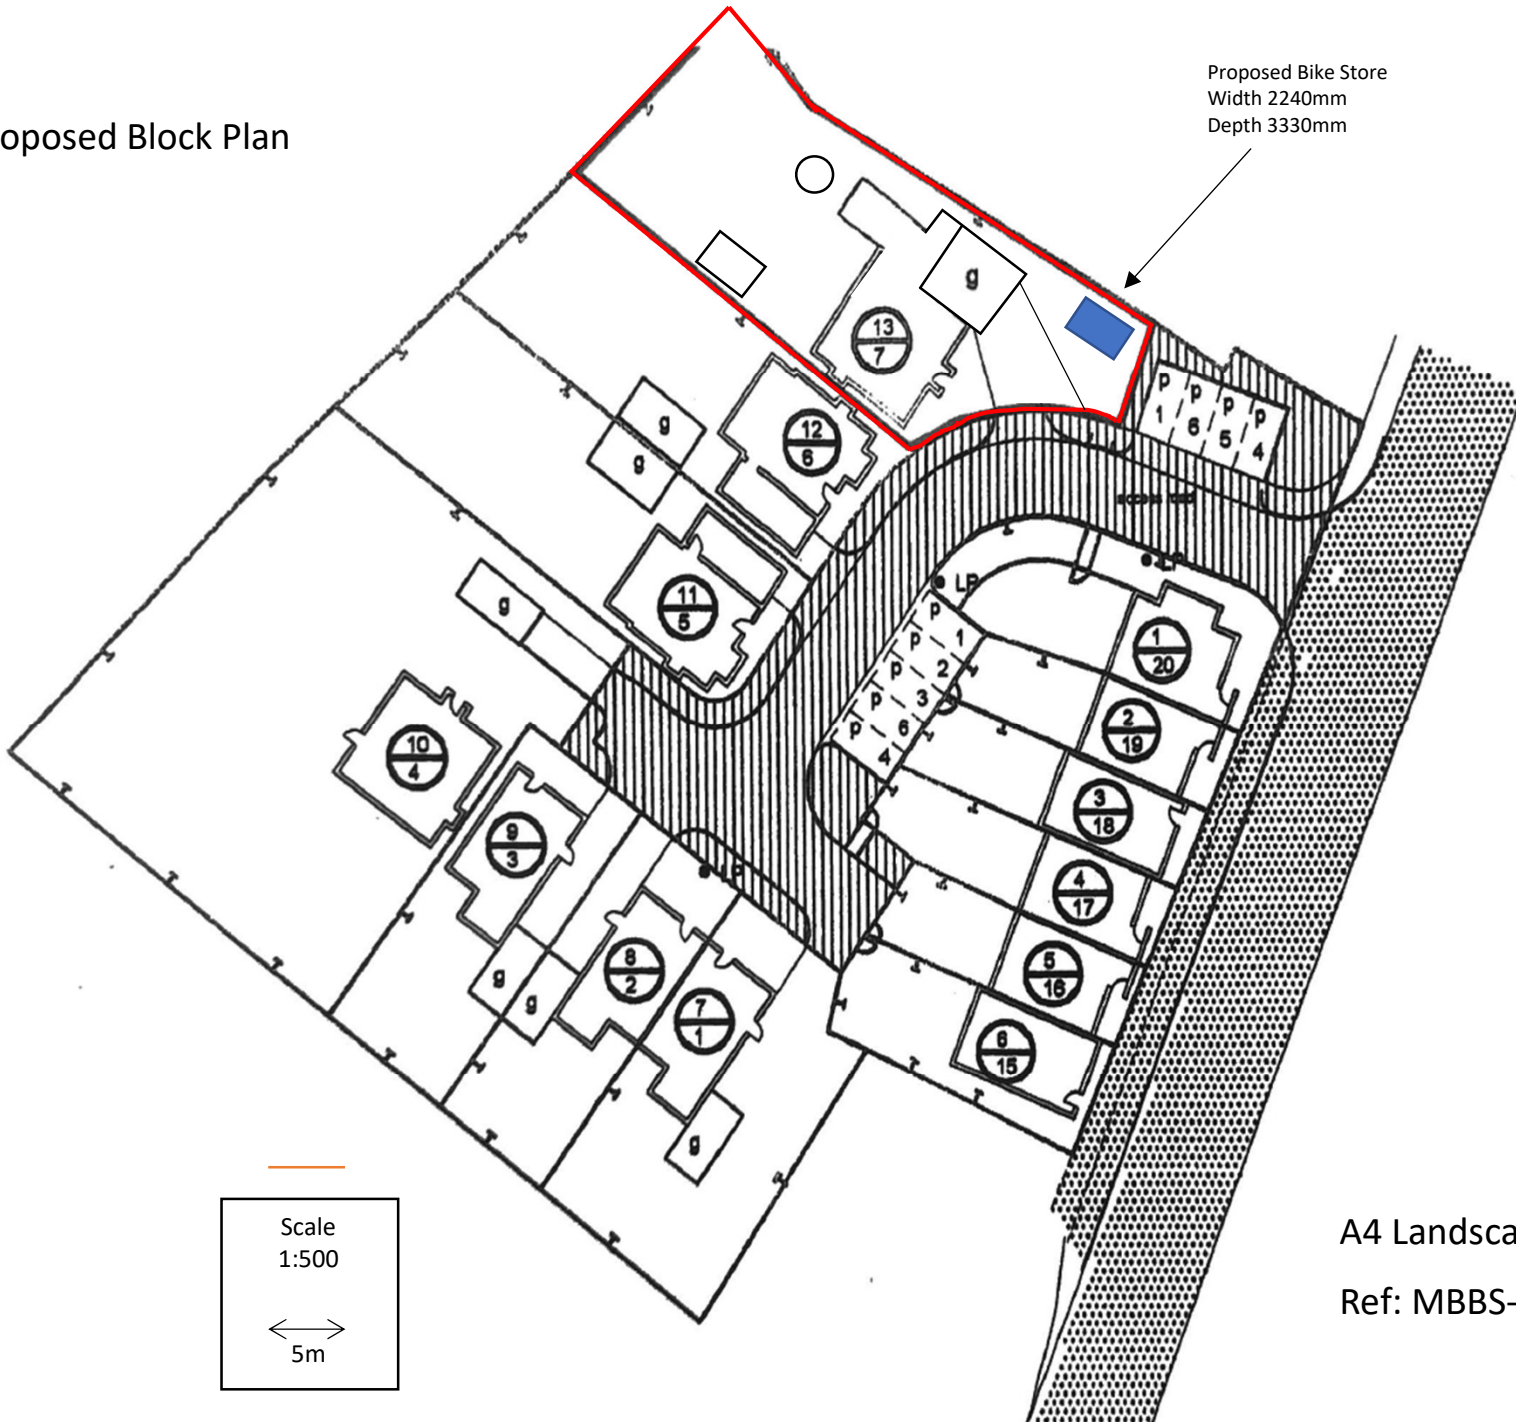 Proposed Bike Store
Width 2240mm
Depth 3330mm
oposed Block Plan
g
13
7
p p p p
1 6 5 4
g
g
12
6
LP
LP
g
11
5
p 1
p 2
p 3
p 6
p 4
1
20
2
19
3
18
4
17
5
16
6
15
10
4
9
3
LP
8
2
7
1
g
g
g
Scale
1:500
5m
A4 Landsca
Ref: MBBS-